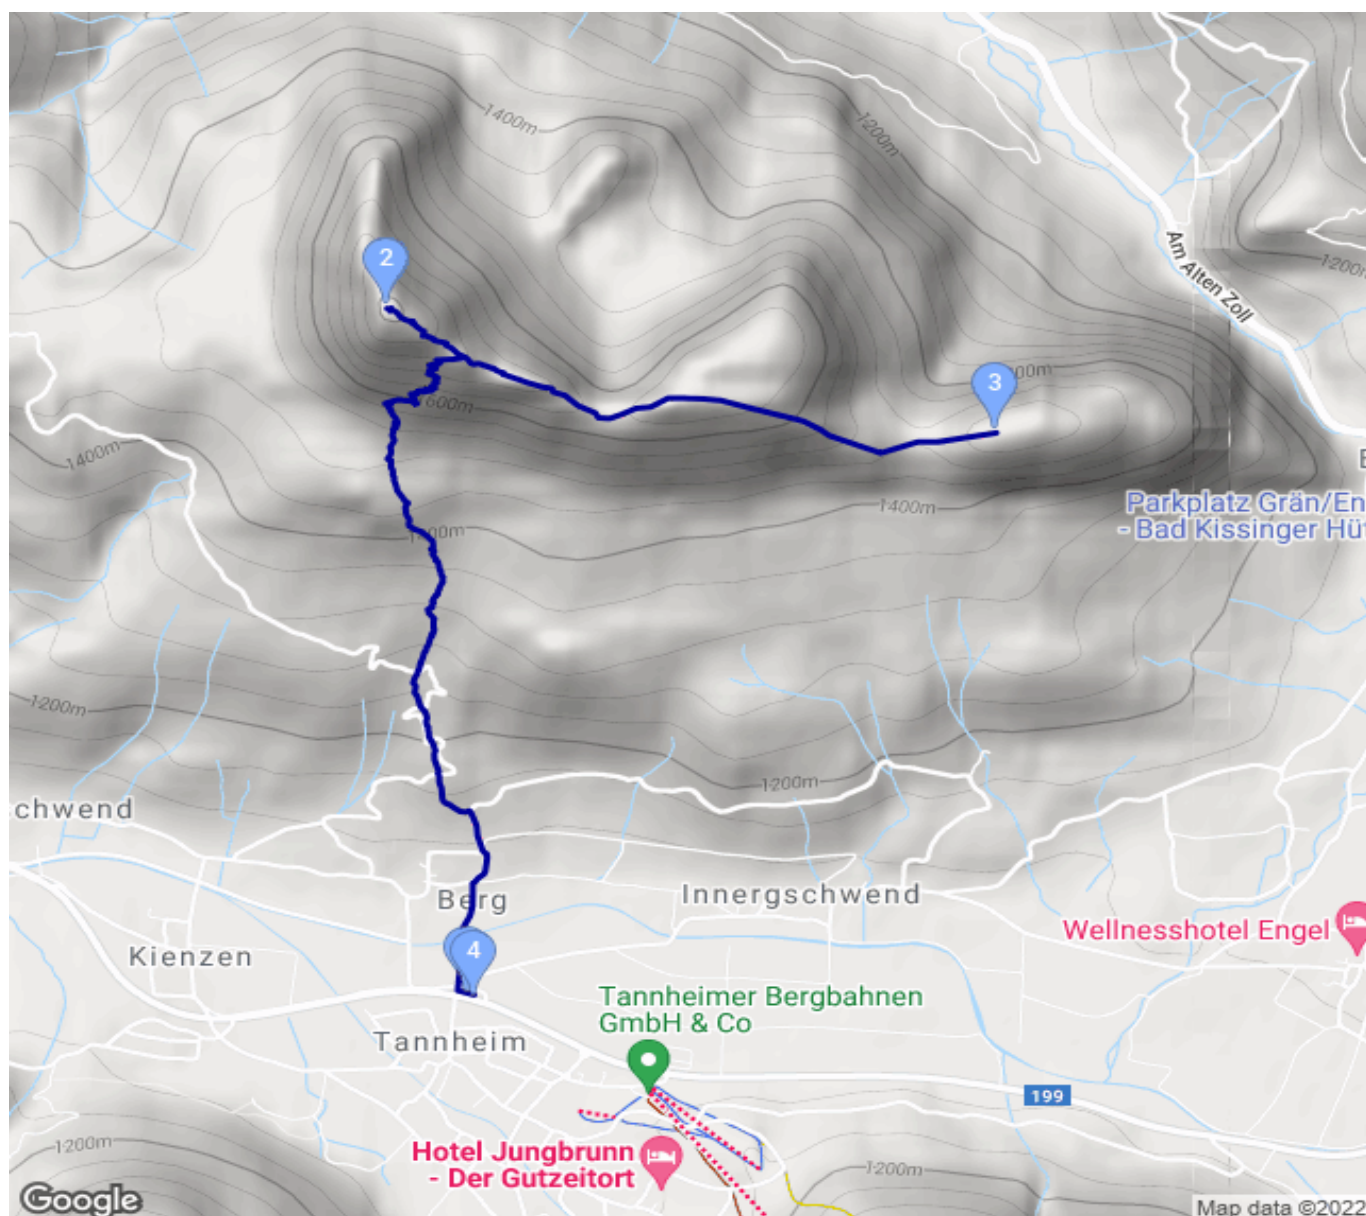 1400m
1200m
Am Alten Zoll
1200m
2
3
1600m
1400m
1400m
Parkplatz Grän/En
- Bad Kissinger Hüt
1200m
1200m
chwend
Berg
Innergschwend
Wellnesshotel Engel
Kienzen
4
Tannheimer Bergbahnen
GmbH & Co
Tannheim
199
Hotel Jungbrunn
- Der Gutzeitort
1200m
1200m
Google
Map data ©2022